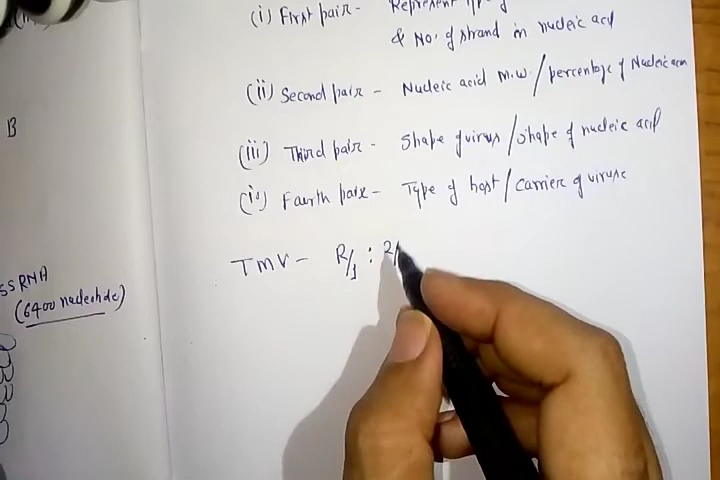 (i) First pair - Represent
& No. of strand in nucleic acid
(ii) Second pair - Nucleic acid M.W./percentage of Nucleic acid
(iii) Third pair - Shape of virus/Shape of nucleic acid
(iv) Fourth pair - Type of host/Carrier of virus
TMV - R/1 : 2/
B
SSRNA
(6400 nucleotide)